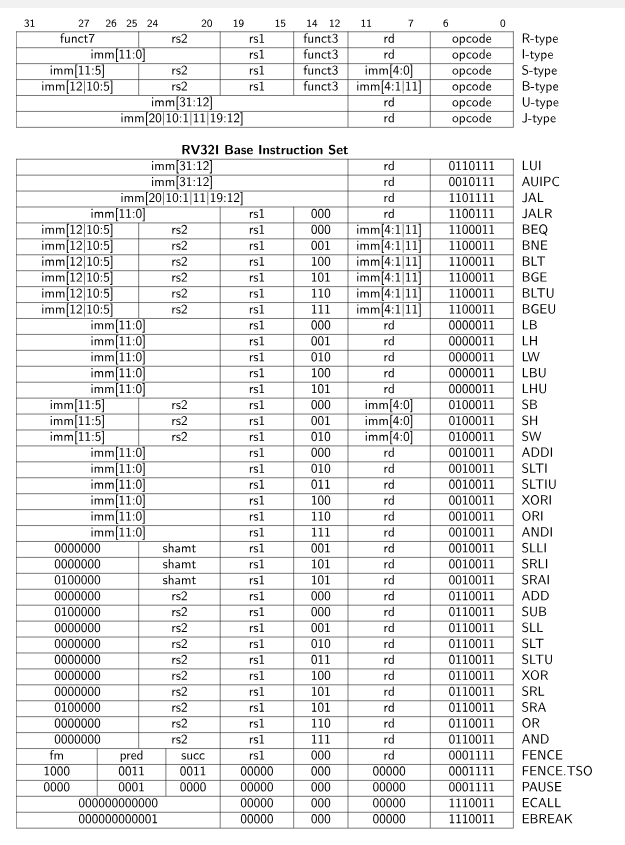 31 27 26 25 24 20 19 15 14 12 11 7 6 0
funct7 rs2 rs1 funct3 rd opcode R-type
imm[11:0] rs1 funct3 rd opcode I-type
imm[11:5] rs2 rs1 funct3 imm[4:0] opcode S-type
imm[12|10:5] rs2 rs1 funct3 imm[4:1|11] opcode B-type
imm[31:12] rd opcode U-type
imm[20|10:1|11|19:12] rd opcode J-type
RV32I Base Instruction Set
imm[31:12] rd 0110111 LUI
imm[31:12] rd 0010111 AUIPC
imm[20|10:1|11|19:12] rd 1101111 JAL
imm[11:0] rs1 000 rd 1100111 JALR
imm[12|10:5] rs2 rs1 000 imm[4:1|11] 1100011 BEQ
imm[12|10:5] rs2 rs1 001 imm[4:1|11] 1100011 BNE
imm[12|10:5] rs2 rs1 100 imm[4:1|11] 1100011 BLT
imm[12|10:5] rs2 rs1 101 imm[4:1|11] 1100011 BGE
imm[12|10:5] rs2 rs1 110 imm[4:1|11] 1100011 BLTU
imm[12|10:5] rs2 rs1 111 imm[4:1|11] 1100011 BGEU
imm[11:0] rs1 000 rd 0000011 LB
imm[11:0] rs1 001 rd 0000011 LH
imm[11:0] rs1 010 rd 0000011 LW
imm[11:0] rs1 100 rd 0000011 LBU
imm[11:0] rs1 101 rd 0000011 LHU
imm[11:5] rs2 rs1 000 imm[4:0] 0100011 SB
imm[11:5] rs2 rs1 001 imm[4:0] 0100011 SH
imm[11:5] rs2 rs1 010 imm[4:0] 0100011 SW
imm[11:0] rs1 000 rd 0010011 ADDI
imm[11:0] rs1 010 rd 0010011 SLTI
imm[11:0] rs1 011 rd 0010011 SLTIU
imm[11:0] rs1 100 rd 0010011 XORI
imm[11:0] rs1 110 rd 0010011 ORI
imm[11:0] rs1 111 rd 0010011 ANDI
0000000 shamt rs1 001 rd 0010011 SLLI
0000000 shamt rs1 101 rd 0010011 SRLI
0100000 shamt rs1 101 rd 0010011 SRAI
0000000 rs2 rs1 000 rd 0110011 ADD
0100000 rs2 rs1 000 rd 0110011 SUB
0000000 rs2 rs1 001 rd 0110011 SLL
0000000 rs2 rs1 010 rd 0110011 SLT
0000000 rs2 rs1 011 rd 0110011 SLTU
0000000 rs2 rs1 100 rd 0110011 XOR
0000000 rs2 rs1 101 rd 0110011 SRL
0100000 rs2 rs1 101 rd 0110011 SRA
0000000 rs2 rs1 110 rd 0110011 OR
0000000 rs2 rs1 111 rd 0110011 AND
fm pred succ rs1 000 rd 0001111 FENCE
1000 0011 0011 00000 000 00000 0001111 FENCE.TSO
0000 0001 0000 00000 000 00000 0001111 PAUSE
000000000000 00000 000 00000 1110011 ECALL
000000000001 00000 000 00000 1110011 EBREAK